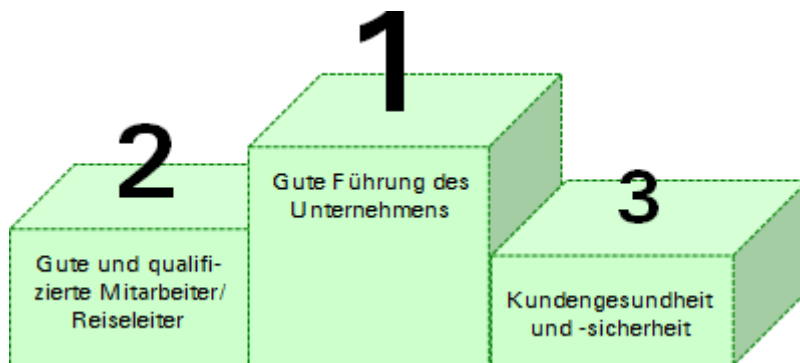 1
2
3
Gute Führung des
Unternehmens
Gute und qualifi-
zierte Mitarbeiter/
Reiseleiter
Kundengesundheit
und -sicherheit